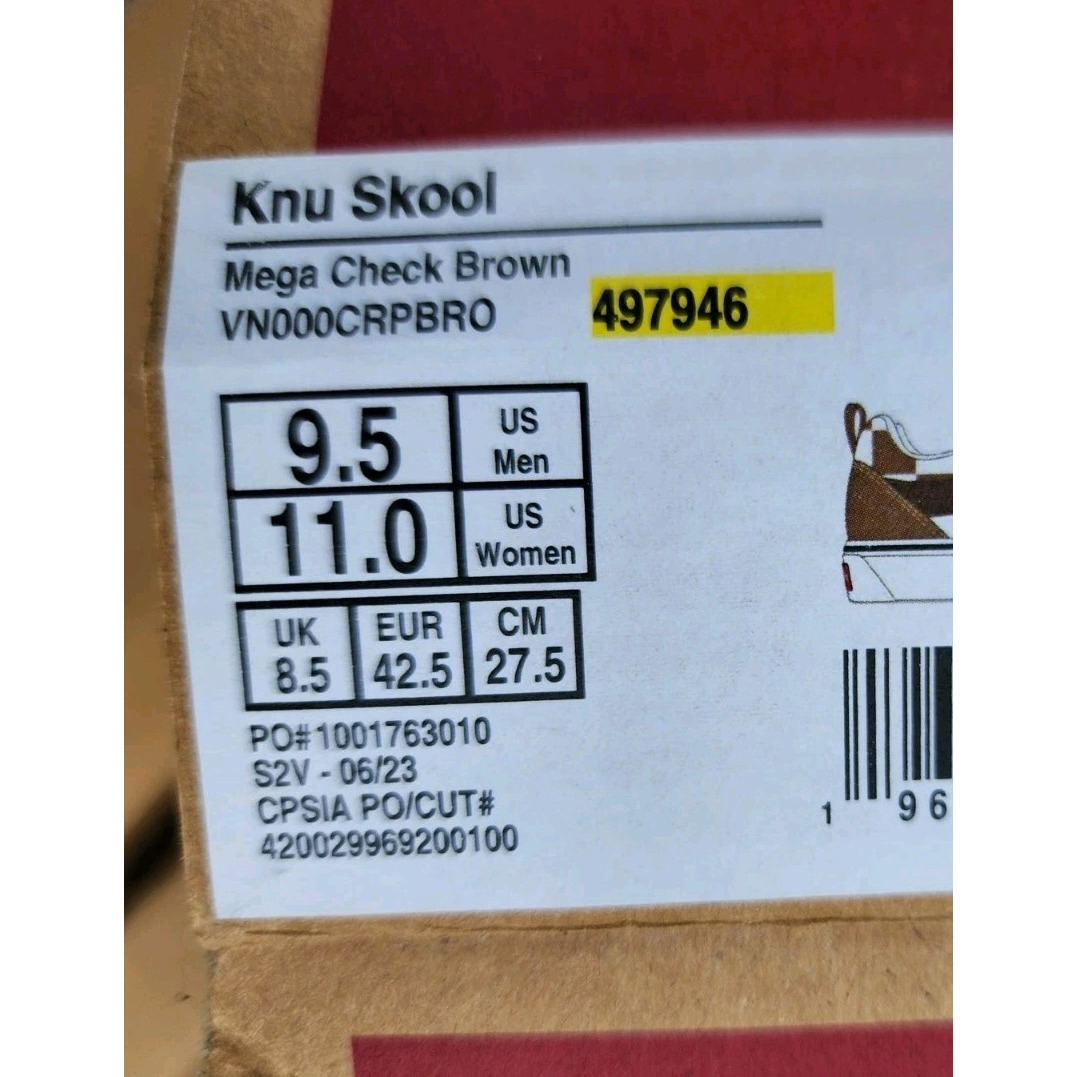 Knu Skool
Mega Check Brown
VN000CRPBRO
497946
9.5 US Men
11.0 US Women
UK EUR CM
8.5 42.5 27.5
PO#1001763010
S2V - 06/23
CPSIA PO/CUT#
420029969200100
1 96